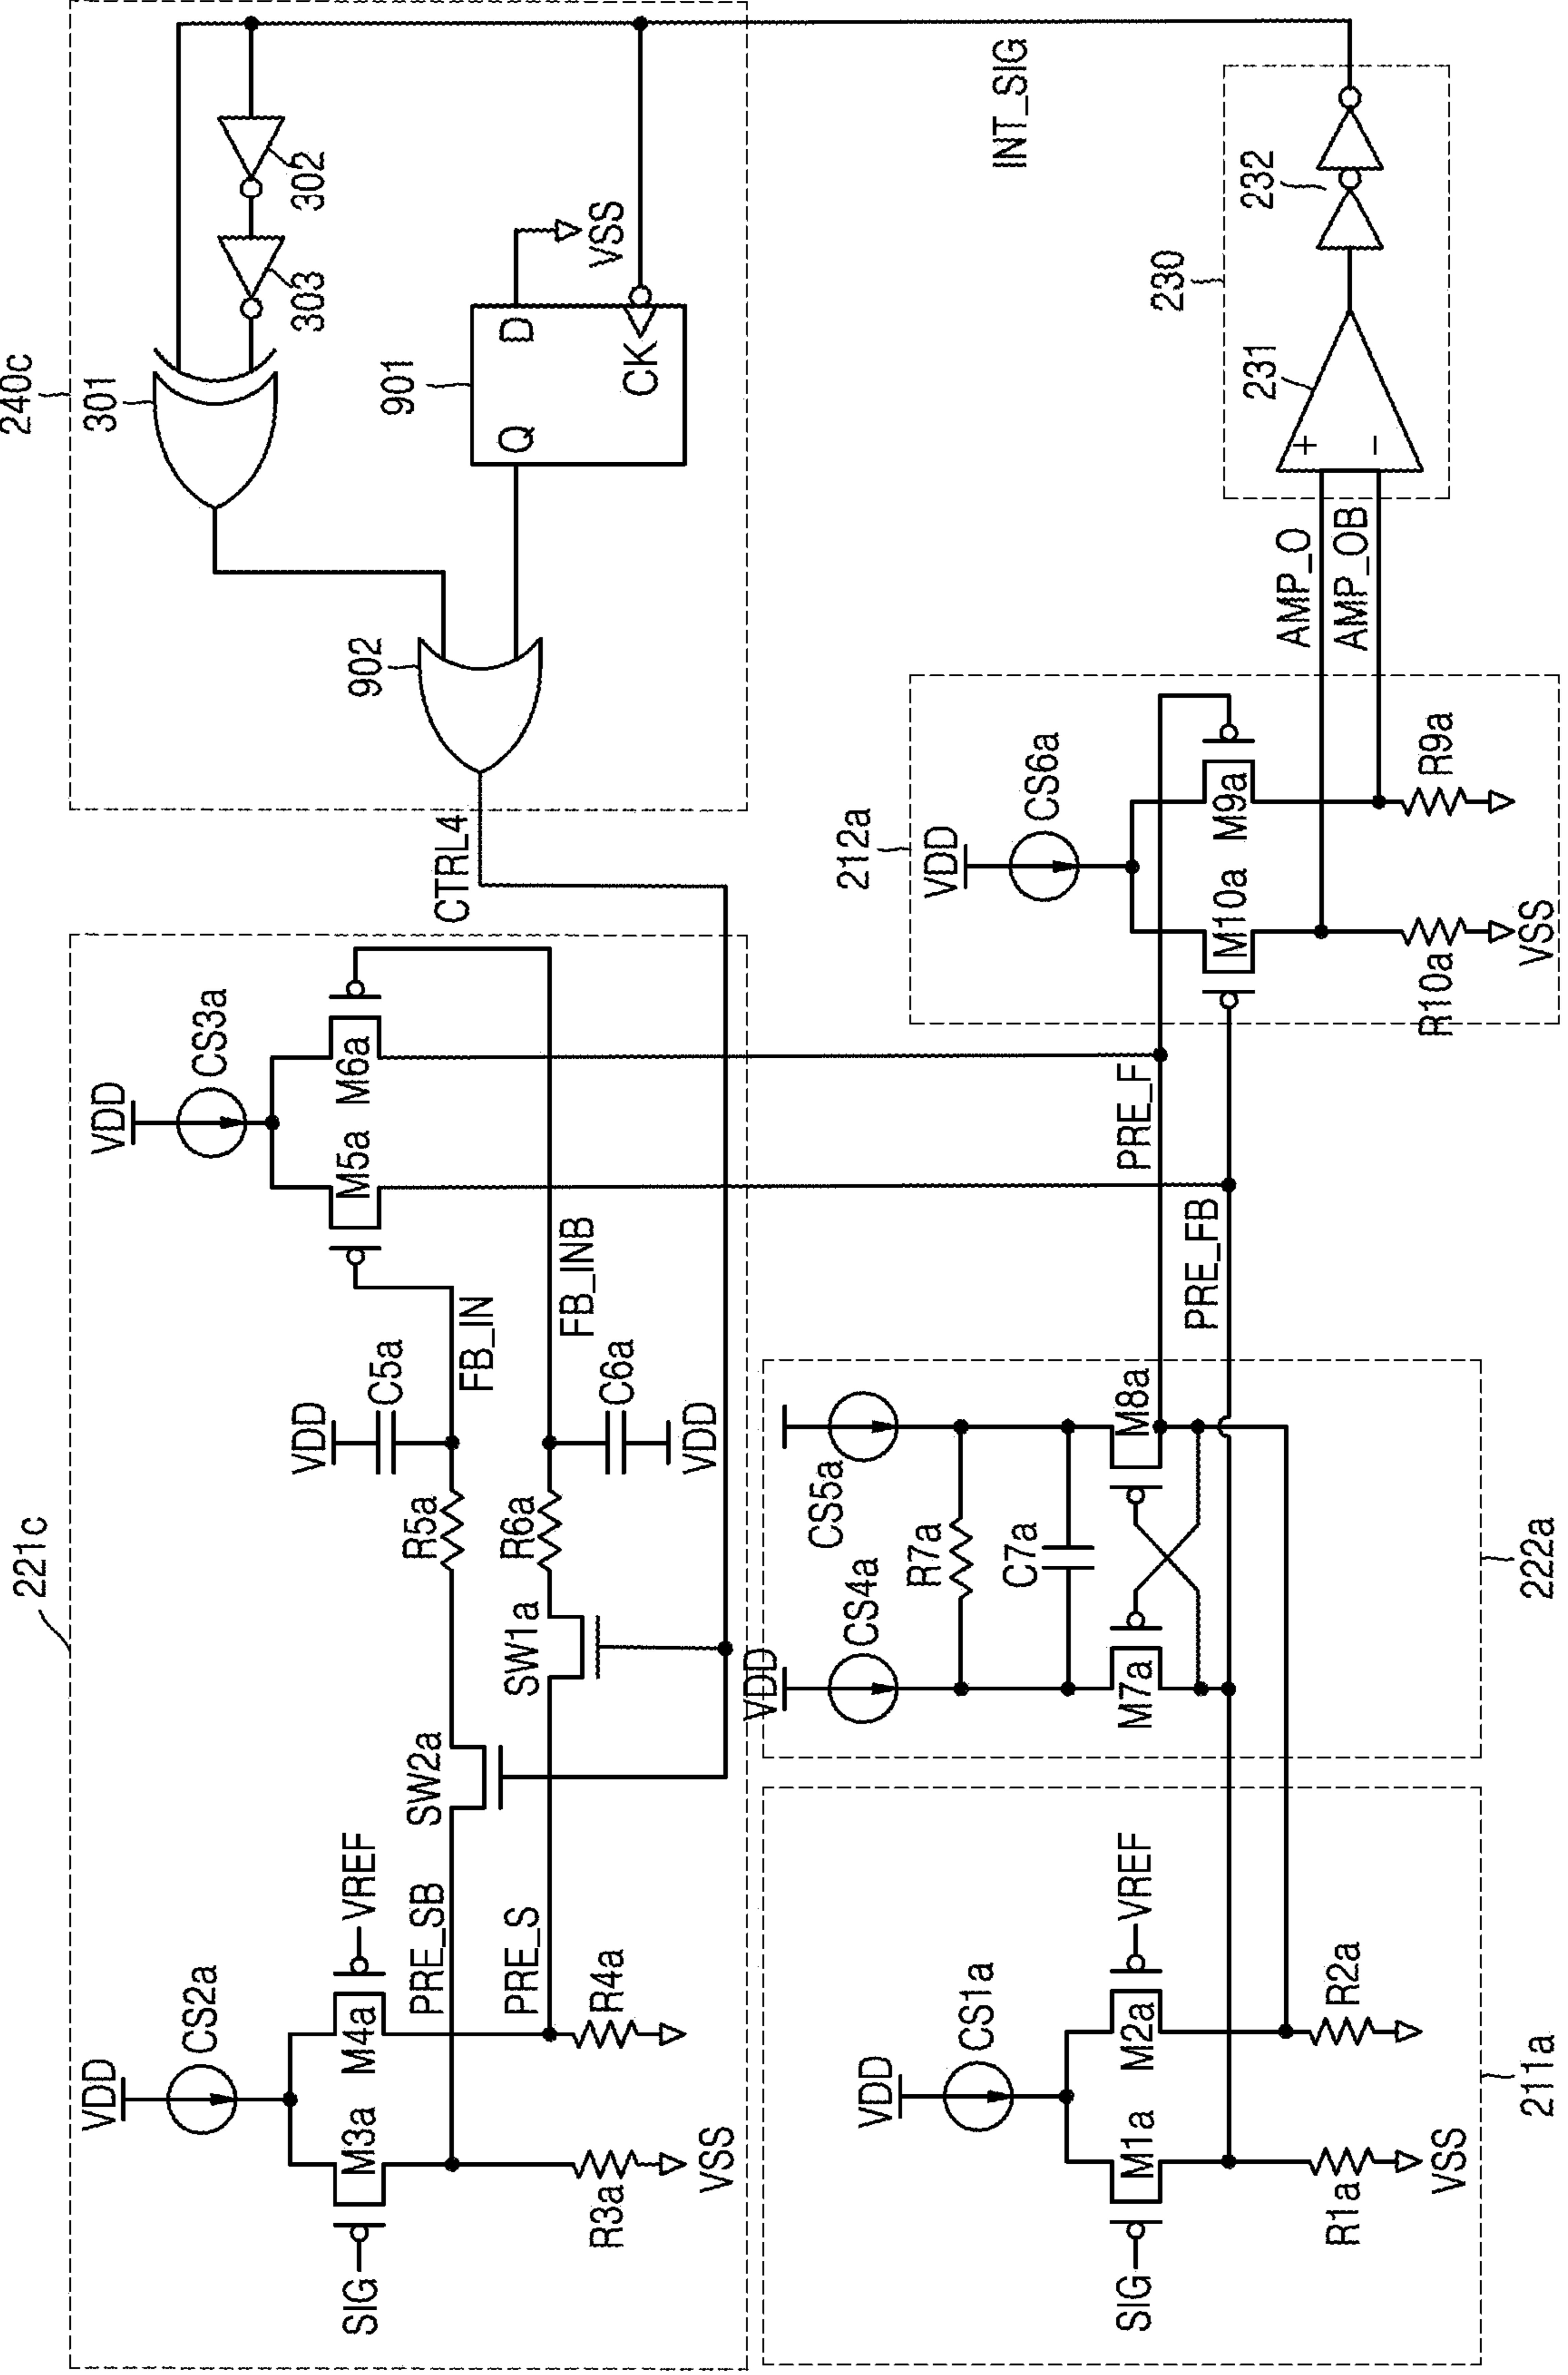 221c
VDD
CS2a
SIG
M3a
M4a
VREF
PRE_SB
PRE_S
R3a
R4a
VSS
SW2a
SW1a
R5a
R6a
VDD
C5a
C6a
VDD
FB_IN
FB_INB
VDD
CS3a
M5a
M6a
CTRL4
240c
301
302
303
901
Q
D
CK
VSS
902
211a
VDD
CS1a
SIG
M1a
M2a
VREF
R1a
R2a
VSS
222a
VDD
CS4a
CS5a
R7a
C7a
M7a
M8a
PRE_F
PRE_FB
212a
VDD
CS6a
M10a
M9a
R10a
R9a
VSS
AMP_O
AMP_OB
230
231
+
−
232
INT_SIG